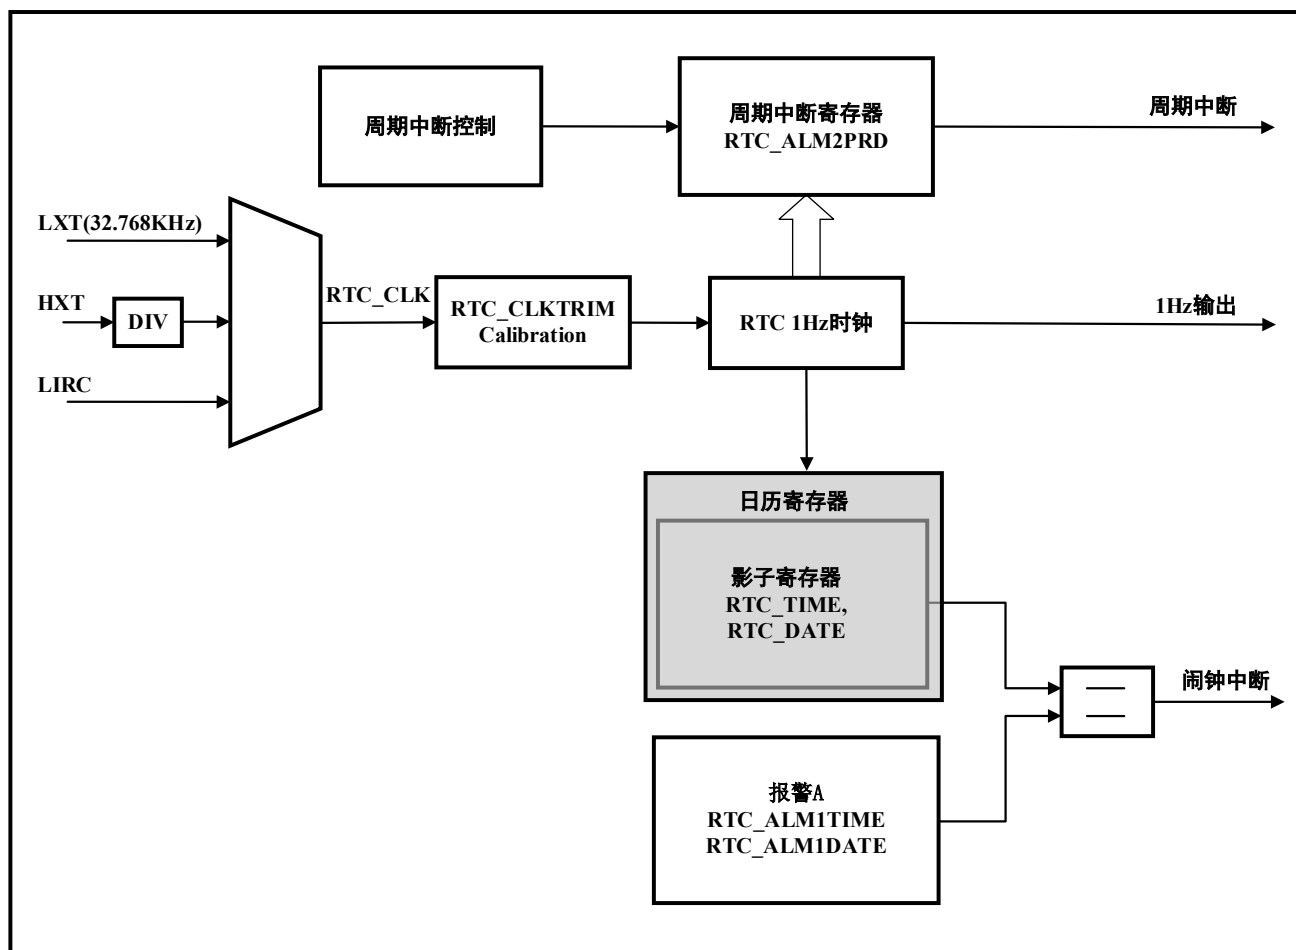 周期中断控制
周期中断寄存器
RTC_ALM2PRD
周期中断
LXT(32.768KHz)
HXT
DIV
LIRC
RTC_CLK
RTC_CLKTRIM
Calibration
RTC 1Hz时钟
1Hz输出
日历寄存器
影子寄存器
RTC_TIME,
RTC_DATE
闹钟中断
报警A
RTC_ALM1TIME
RTC_ALM1DATE